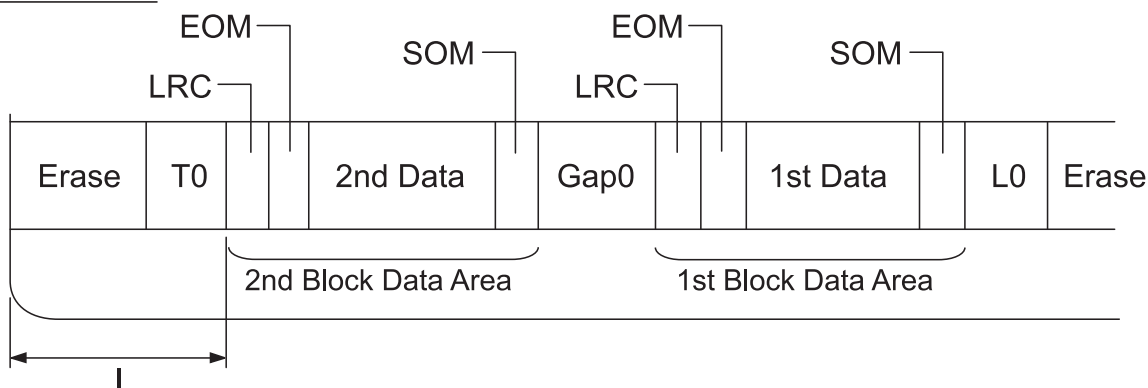 EOM
EOM
SOM
SOM
LRC
LRC
Erase T0 2nd Data Gap0 1st Data L0 Erase
2nd Block Data Area 1st Block Data Area